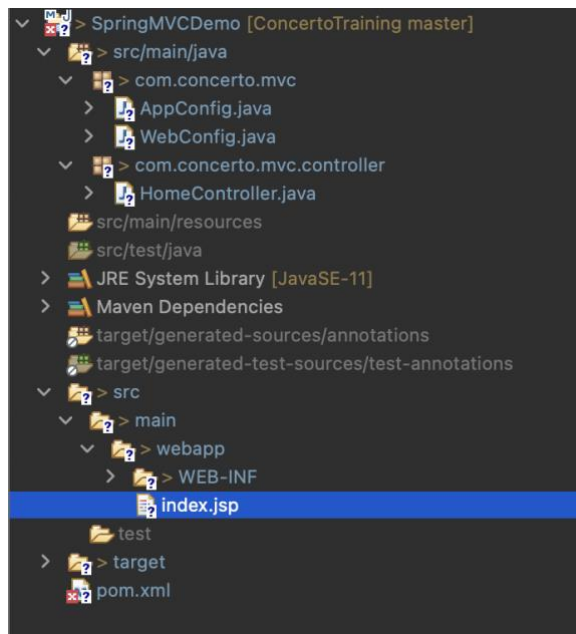 > SpringMVCDemo [ConcertoTraining master]
> src/main/java
> com.concerto.mvc
> AppConfig.java
> WebConfig.java
> com.concerto.mvc.controller
> HomeController.java
src/main/resources
src/test/java
> JRE System Library [JavaSE-11]
> Maven Dependencies
target/generated-sources/annotations
target/generated-test-sources/test-annotations
> src
> main
> webapp
> > WEB-INF
index.jsp
test
> > target
pom.xml